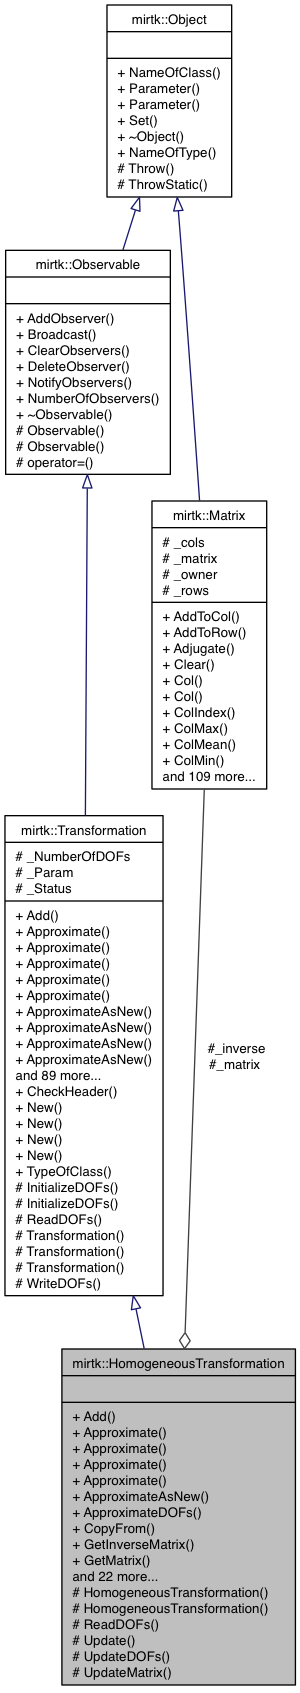 mirtk::Object
+ NameOfClass()
+ Parameter()
+ Parameter()
+ Set()
+ ~Object()
+ NameOfType()
# Throw()
# ThrowStatic()
mirtk::Observable
+ AddObserver()
+ Broadcast()
+ ClearObservers()
+ DeleteObserver()
+ NotifyObservers()
+ NumberOfObservers()
+ ~Observable()
# Observable()
# Observable()
# operator=()
mirtk::Matrix
# _cols
# _matrix
# _owner
# _rows
+ AddToCol()
+ AddToRow()
+ Adjugate()
+ Clear()
+ Col()
+ Col()
+ ColIndex()
+ ColMax()
+ ColMean()
+ ColMin()
and 109 more...
mirtk::Transformation
# _NumberOfDOFs
# _Param
# _Status
+ Add()
+ Approximate()
+ Approximate()
+ Approximate()
+ Approximate()
+ Approximate()
+ ApproximateAsNew()
+ ApproximateAsNew()
+ ApproximateAsNew()
+ ApproximateAsNew()
and 89 more...
+ CheckHeader()
+ New()
+ New()
+ New()
+ New()
+ TypeOfClass()
# InitializeDOFs()
# InitializeDOFs()
# ReadDOFs()
# Transformation()
# Transformation()
# Transformation()
# WriteDOFs()
#_inverse
#_matrix
mirtk::HomogeneousTransformation
+ Add()
+ Approximate()
+ Approximate()
+ Approximate()
+ Approximate()
+ ApproximateAsNew()
+ ApproximateDOFs()
+ CopyFrom()
+ GetInverseMatrix()
+ GetMatrix()
and 22 more...
# HomogeneousTransformation()
# HomogeneousTransformation()
# ReadDOFs()
# Update()
# UpdateDOFs()
# UpdateMatrix()